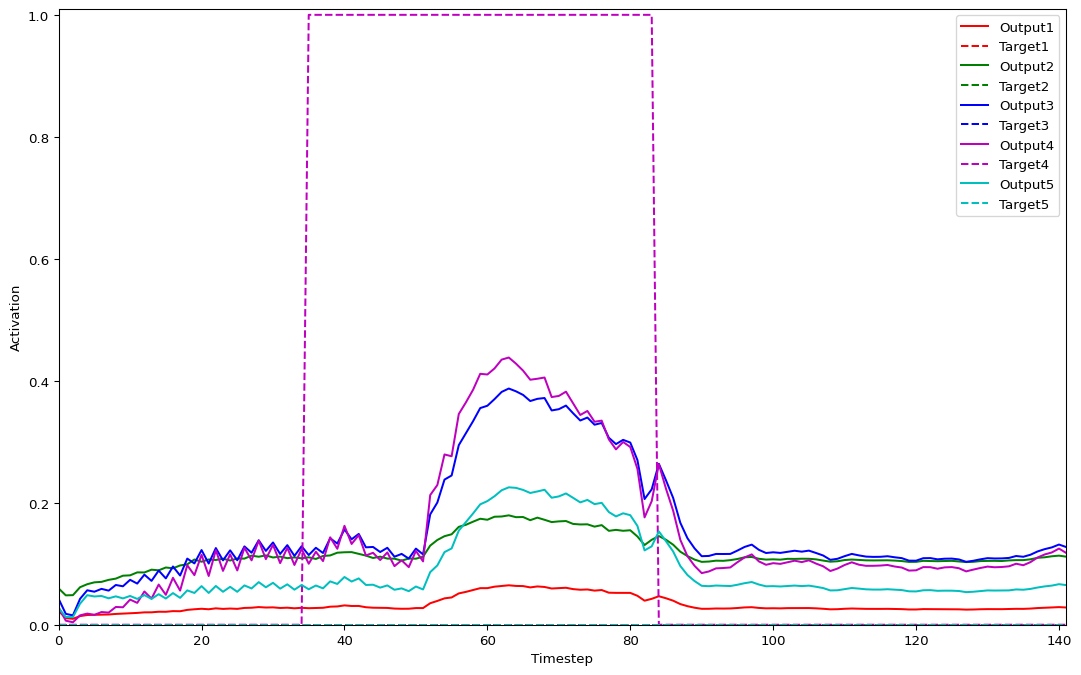 1.0
0.8
0.6
0.4
0.2
0.0
0 20 40 60 80 100 120 140
Activation
Timestep
Output1
Target1
Output2
Target2
Output3
Target3
Output4
Target4
Output5
Target5